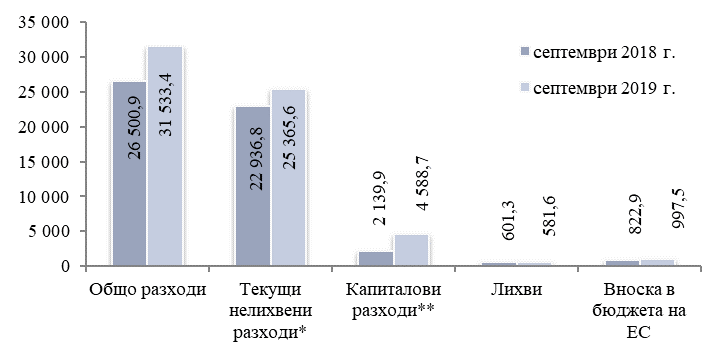 35 000
30 000
25 000
20 000
15 000
10 000
5 000
0
септември 2018 г.
септември 2019 г.
26 500,9
31 533,4
22 936,8
25 365,6
2 139,9
4 588,7
601,3
581,6
822,9
997,5
Общо разходи
Текущи
нелихвени
разходи*
Капиталови
разходи**
Лихви
Вноска в
бюджета на
ЕС